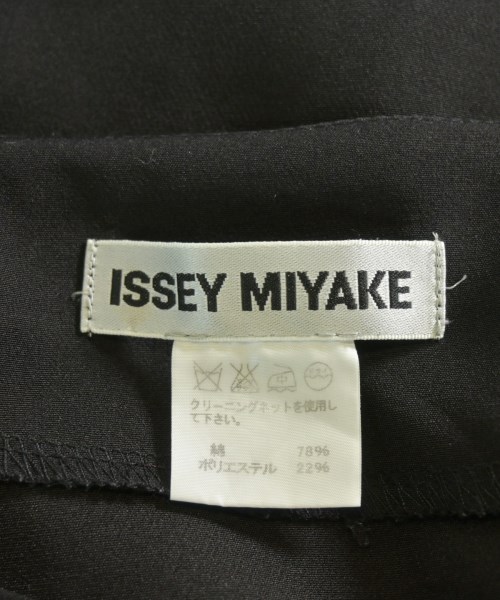 ISSEY MIYAKE
クリーニングネットを使用し
て下さい。
綿 78%
ポリエステル 22%